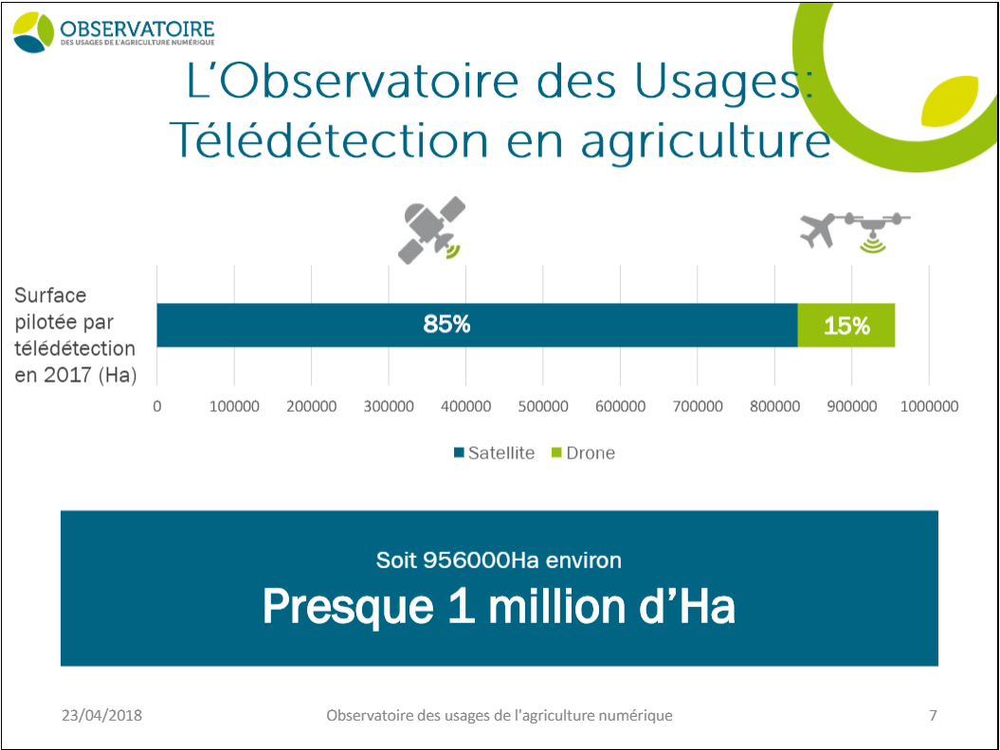 OBSERVATOIRE
DES USAGES DE L'AGRICULTURE NUMÉRIQUE
L'Observatoire des Usages:
Télédétection en agriculture
Surface
pilotée par
télédétection
en 2017 (Ha)
85%
15%
0 100000 200000 300000 400000 500000 600000 700000 800000 900000 1000000
Satellite Drone
Soit 956000Ha environ
Presque 1 million d'Ha
23/04/2018 Observatoire des usages de l'agriculture numérique 7